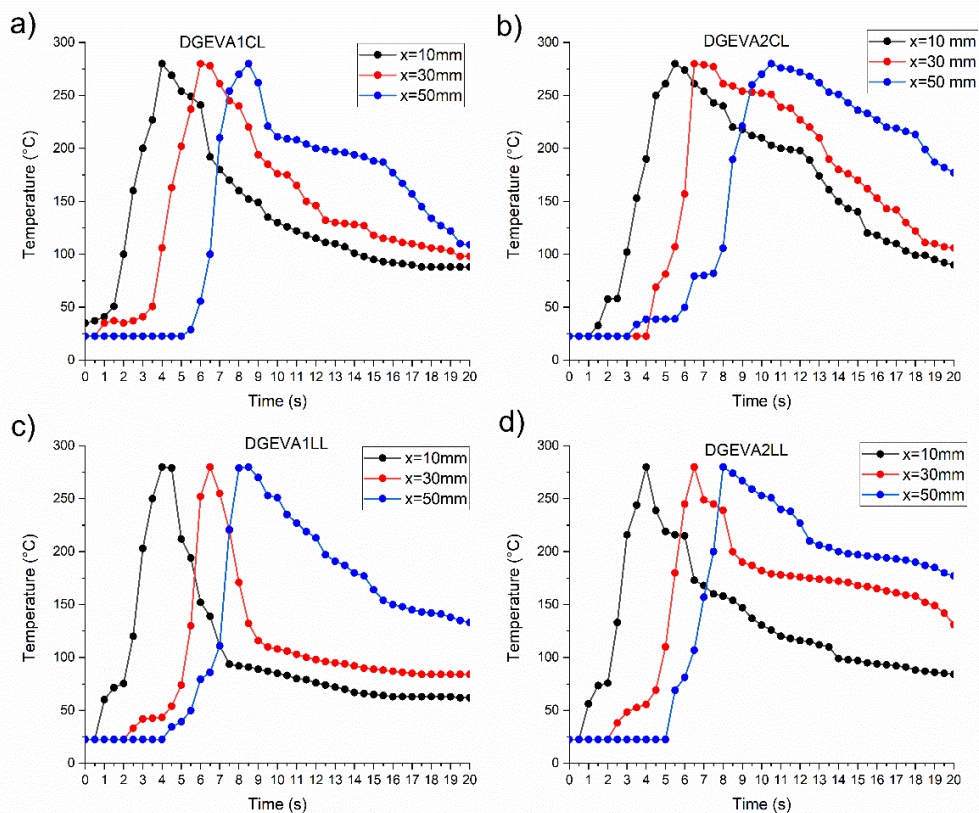 a)
DGEVA1CL
x=10mm
x=30mm
x=50mm
300
250
200
150
100
50
0
Temperature (°C)
0 1 2 3 4 5 6 7 8 9 10 11 12 13 14 15 16 17 18 19 20
Time (s)
b)
DGEVA2CL
x=10 mm
x=30 mm
x=50 mm
300
250
200
150
100
50
0
Temperature (°C)
0 1 2 3 4 5 6 7 8 9 10 11 12 13 14 15 16 17 18 19 20
Time (s)
c)
DGEVA1LL
x=10mm
x=30mm
x=50mm
300
250
200
150
100
50
0
Temperature (°C)
0 1 2 3 4 5 6 7 8 9 10 11 12 13 14 15 16 17 18 19 20
Time (s)
d)
DGEVA2LL
x=10mm
x=30mm
x=50mm
300
250
200
150
100
50
0
Temperature (°C)
0 1 2 3 4 5 6 7 8 9 10 11 12 13 14 15 16 17 18 19 20
Time (s)